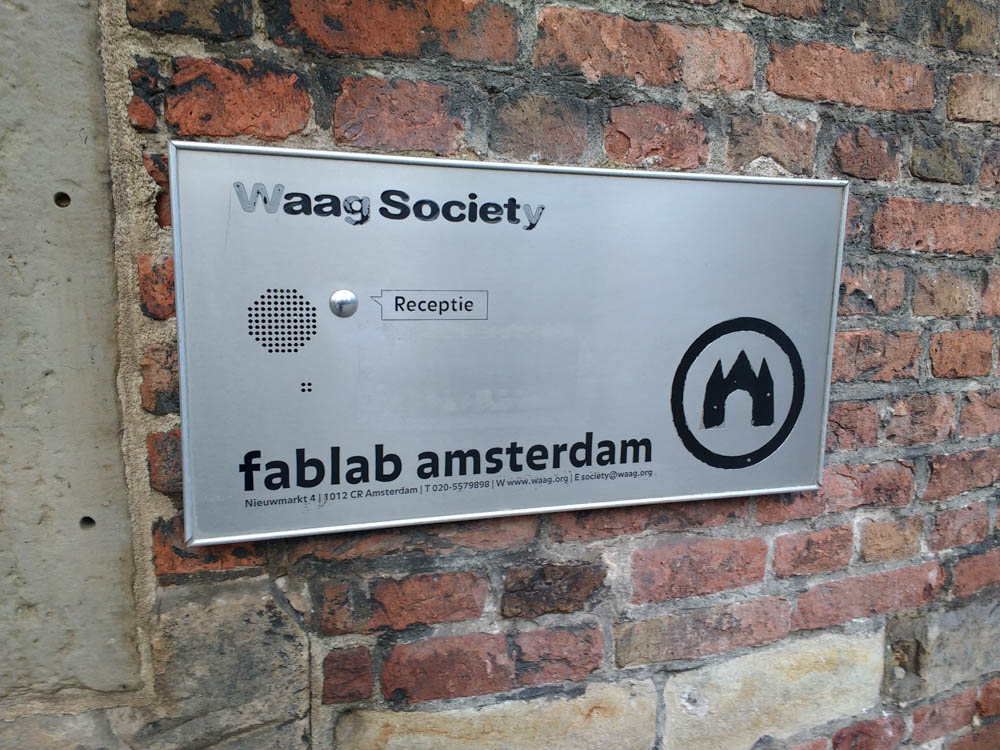 Waag Society
Receptie
fablab amsterdam
Nieuwmarkt 4 | 1012 CR Amsterdam | T 020-5579898 | W www.waag.org | E society@waag.org